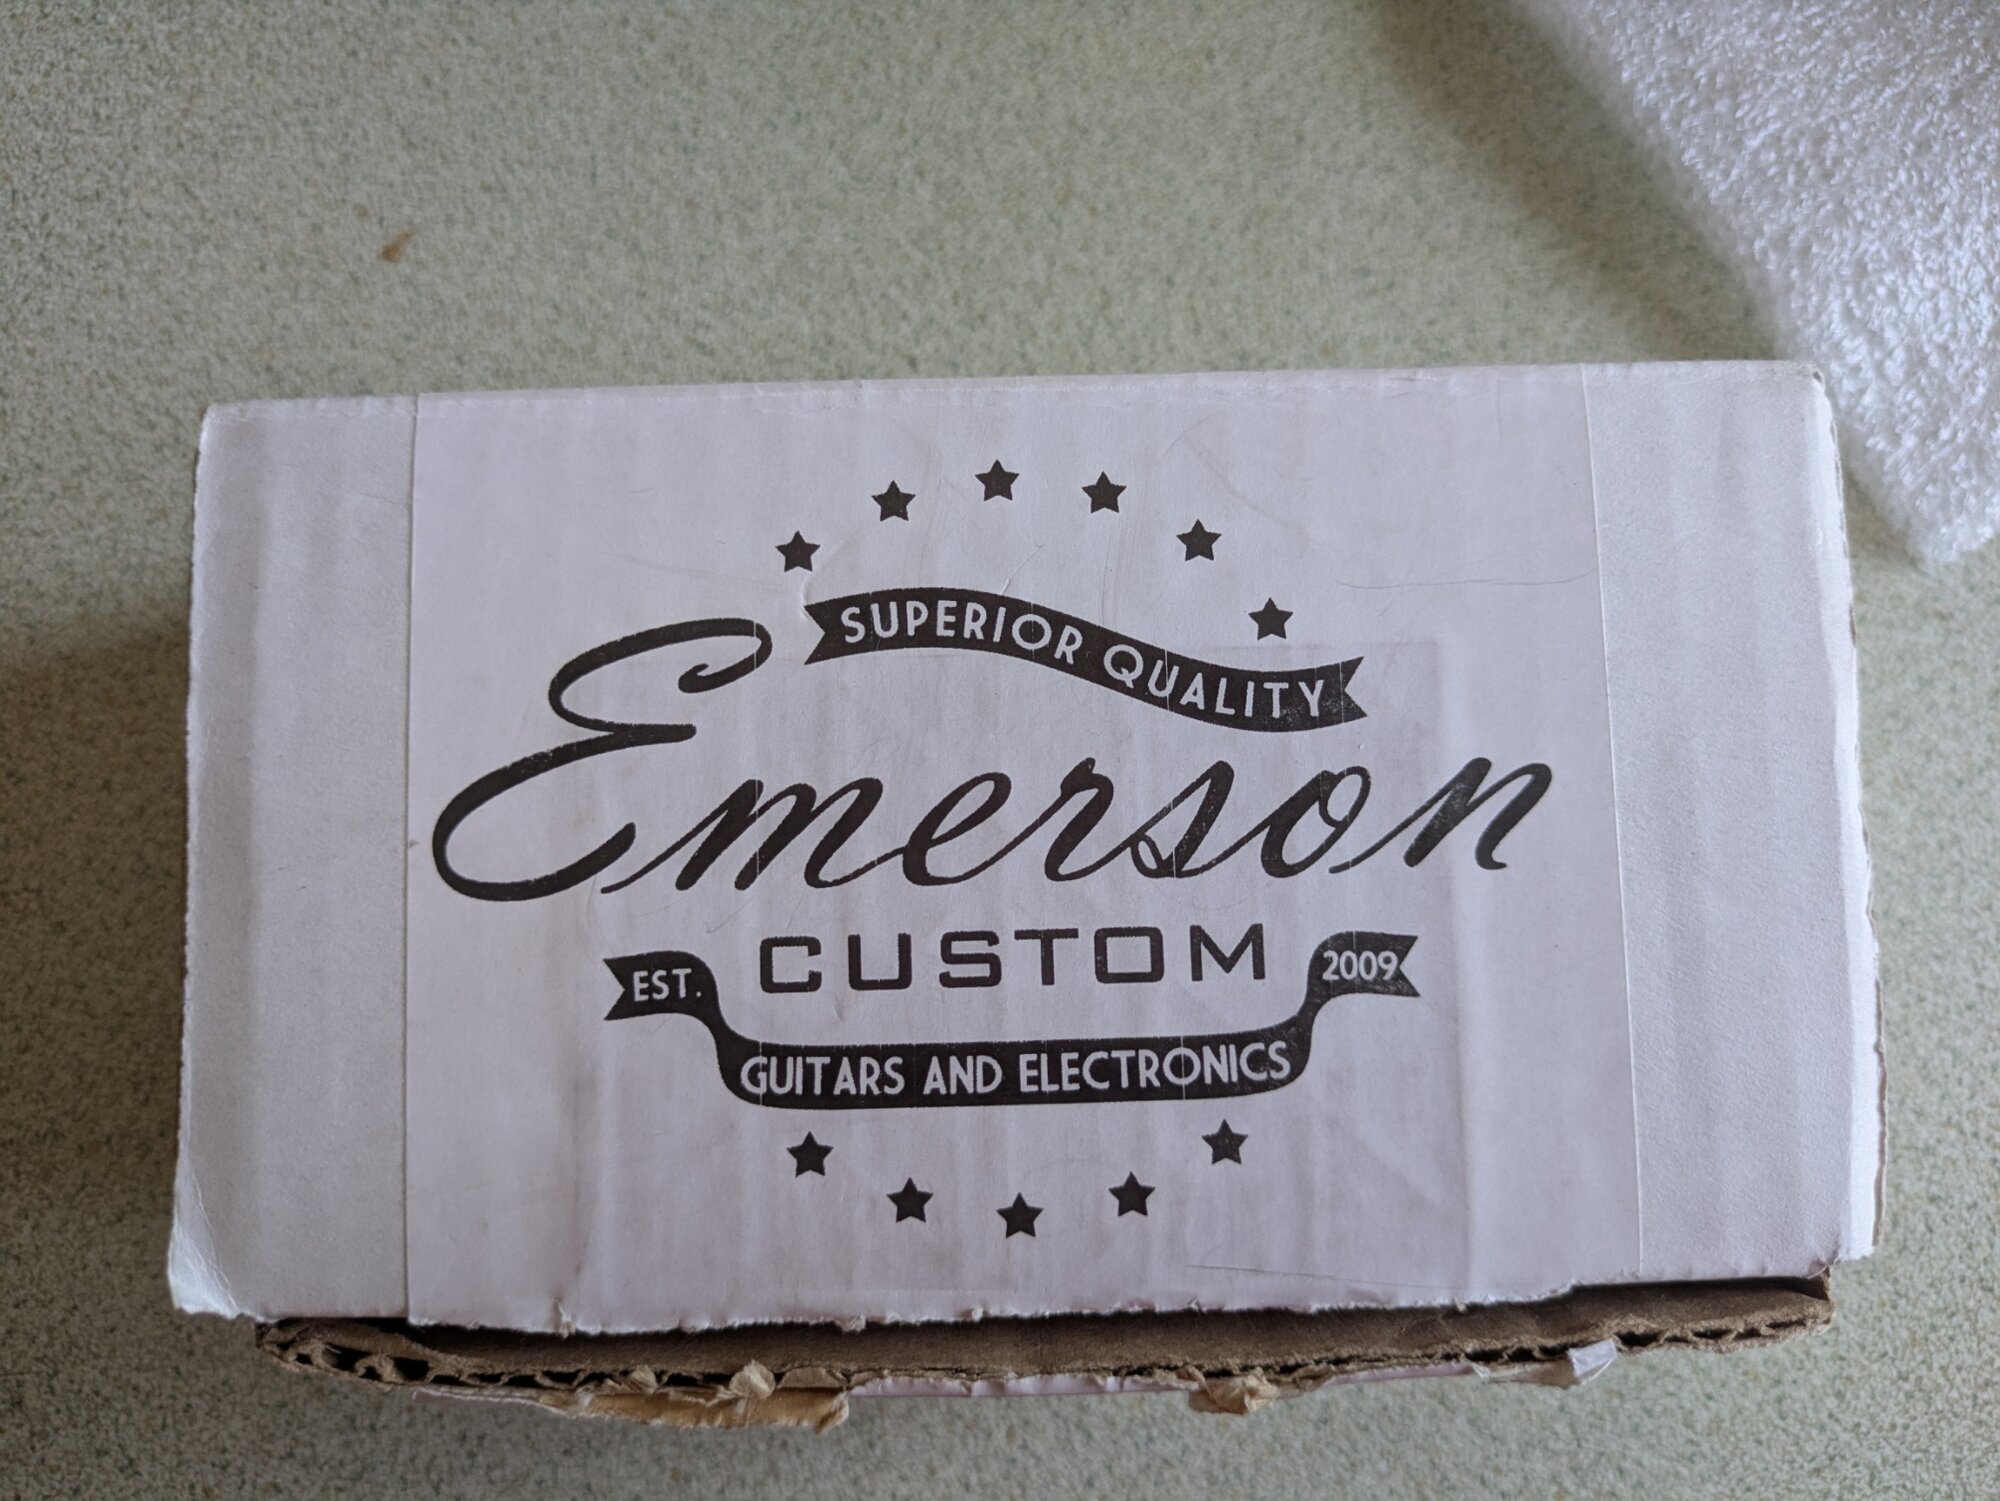 SUPERIOR QUALITY
Emerson
CUSTOM
EST. 2009
GUITARS AND ELECTRONICS